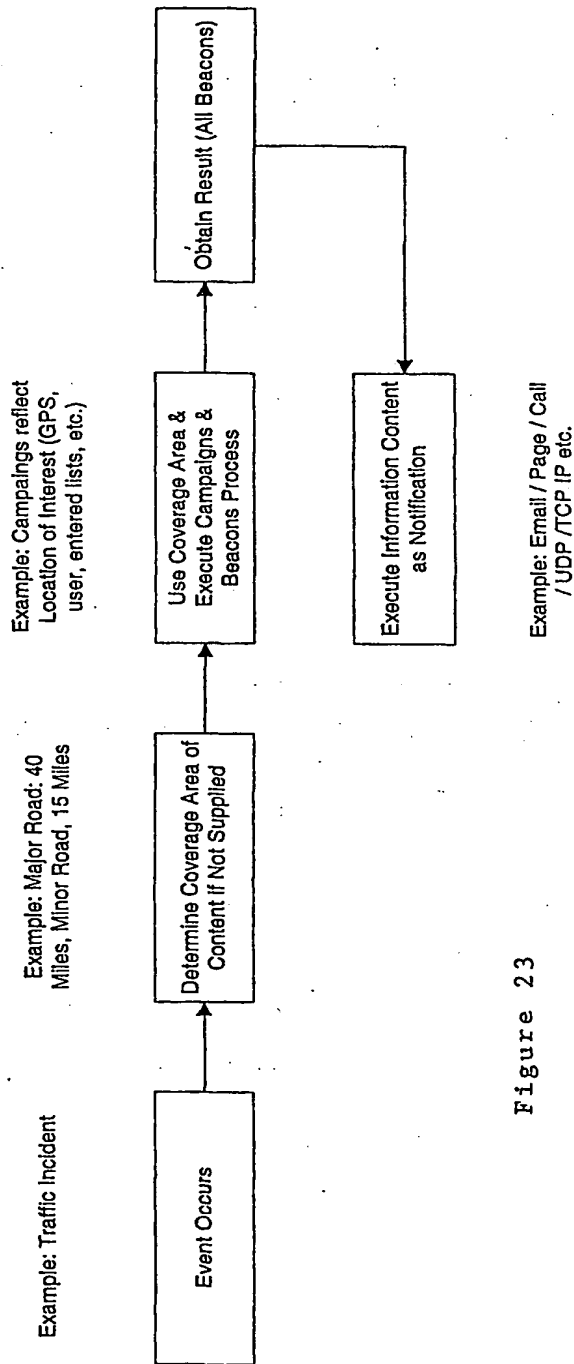 Example: Traffic Incident
Event Occurs
Example: Major Road: 40
Miles, Minor Road, 15 Miles
Determine Coverage Area of
Content if Not Supplied
Example: Campaings reflect
Location of Interest (GPS,
user, entered lists, etc.)
Use Coverage Area &
Execute Campaigns &
Beacons Process
Obtain Result (All Beacons)
Execute Information Content
as Notification
Example: Email / Page / Call
/ UDP /TCP IP etc.
Figure 23